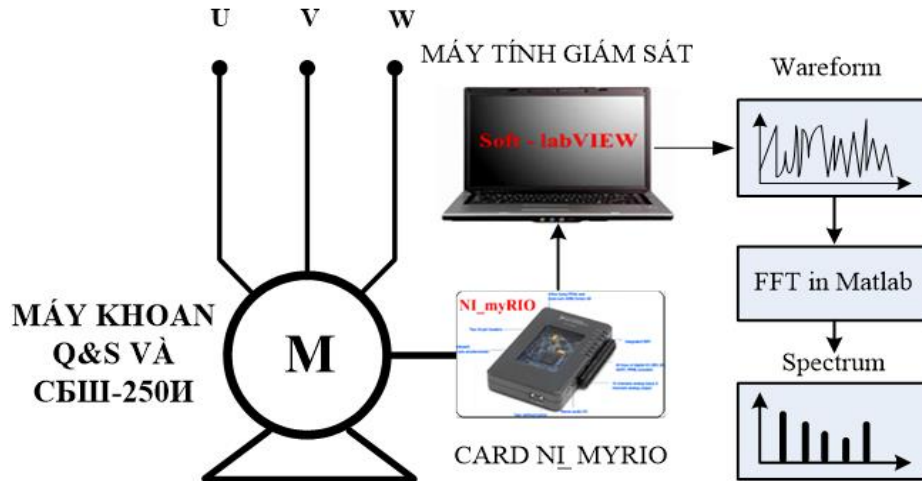 U V W
MÁY TÍNH GIÁM SÁT
Wareform
Soft - labVIEW
FFT in Matlab
NI_myRIO
MÁY KHOAN
Q&S VÀ
СБШ-250И
M
Spectrum
CARD NI_MYRIO